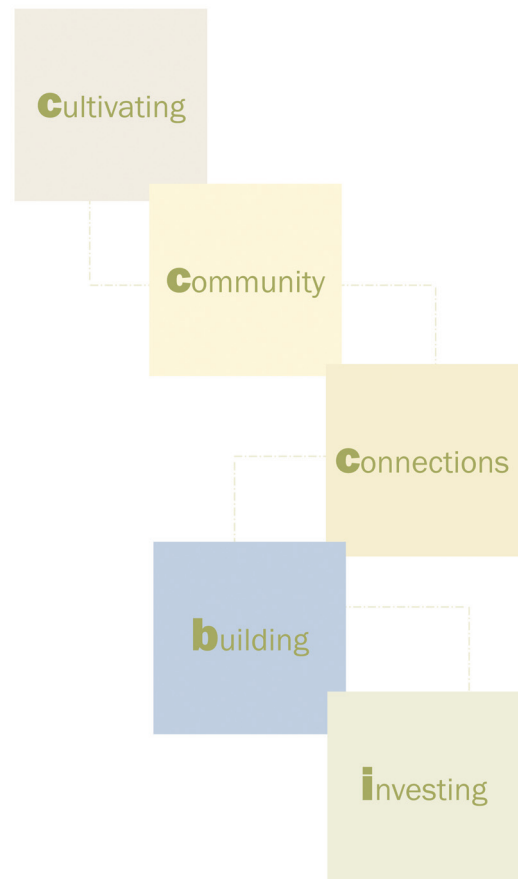 cultivating
community
connections
building
investing